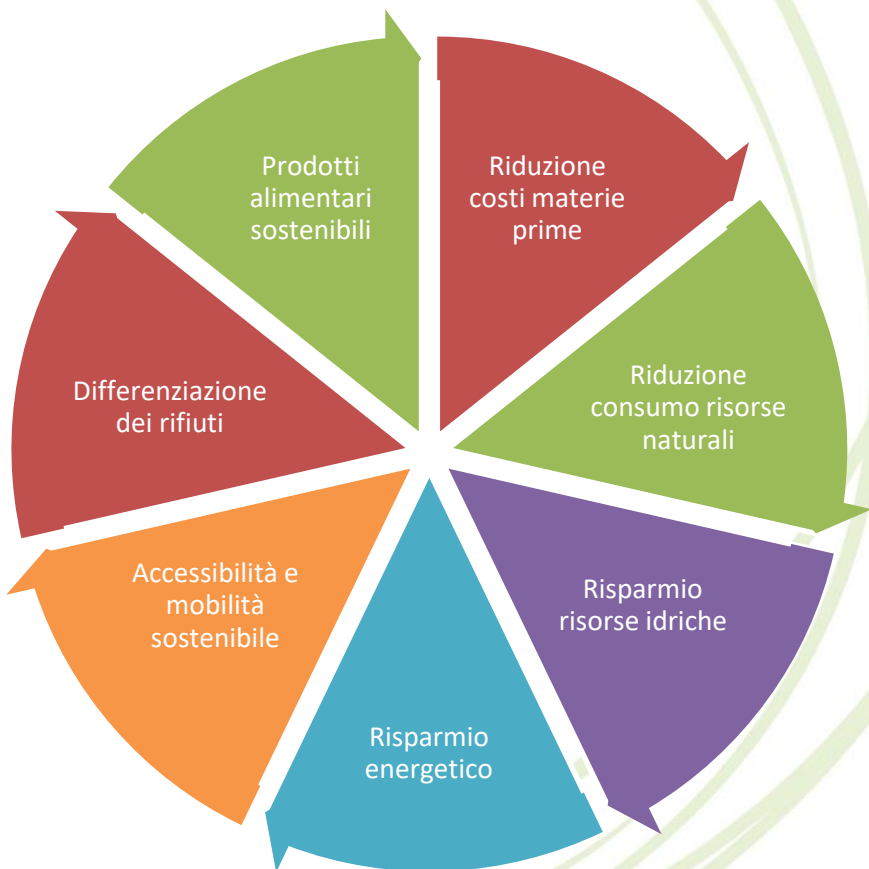 Riduzione
costi materie
prime
Riduzione
consumo risorse
naturali
Risparmio
risorse idriche
Risparmio
energetico
Accessibilità e
mobilità
sostenibile
Differenziazione
dei rifiuti
Prodotti
alimentari
sostenibili